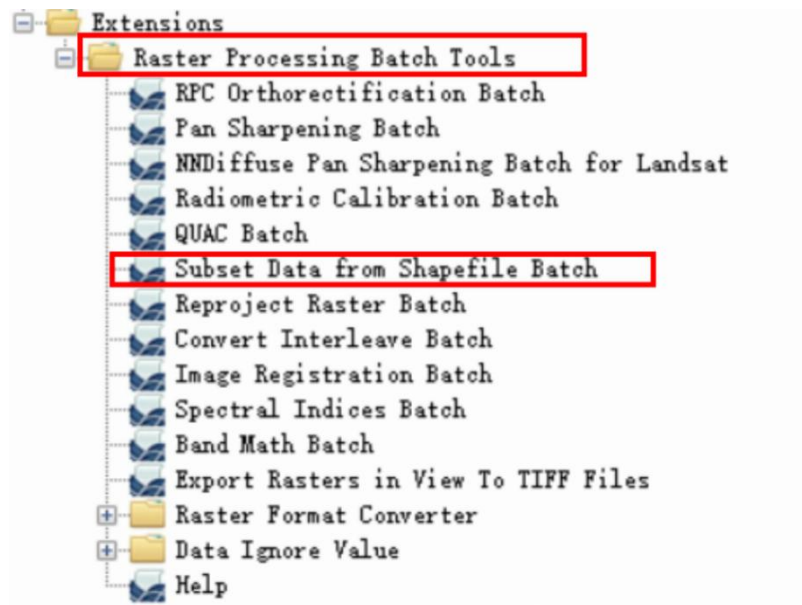 Extensions
Raster Processing Batch Tools
RPC Orthorectification Batch
Pan Sharpening Batch
NNDiffuse Pan Sharpening Batch for Landsat
Radiometric Calibration Batch
QUAC Batch
Subset Data from Shapefile Batch
Reproject Raster Batch
Convert Interleave Batch
Image Registration Batch
Spectral Indices Batch
Band Math Batch
Export Rasters in View To TIFF Files
Raster Format Converter
Data Ignore Value
Help